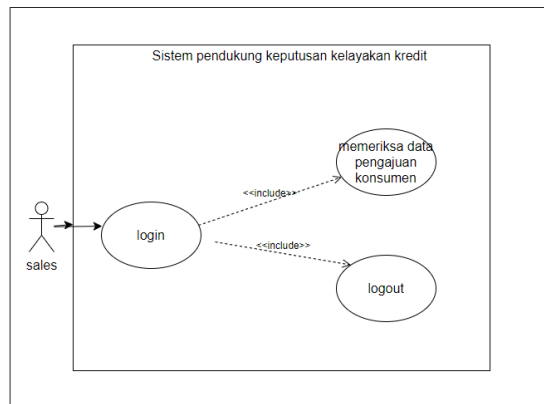 Sistem pendukung keputusan kelayakan kredit
memeriksa data
pengajuan
konsumen
<<include>>
login
sales
<<include>>
logout